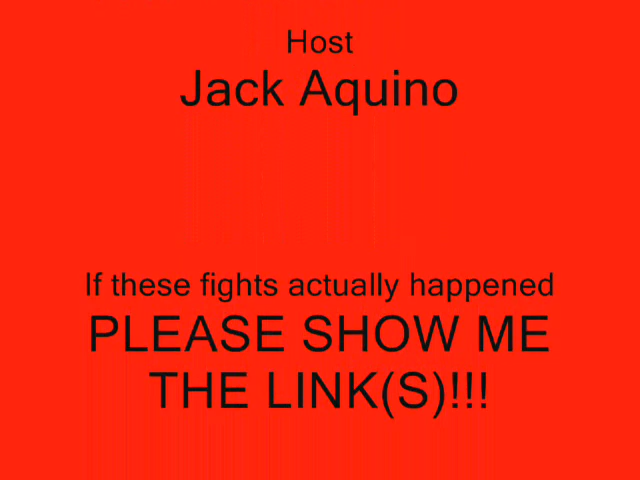 Host
Jack Aquino
If these fights actually happened
PLEASE SHOW ME
THE LINK(S)!!!